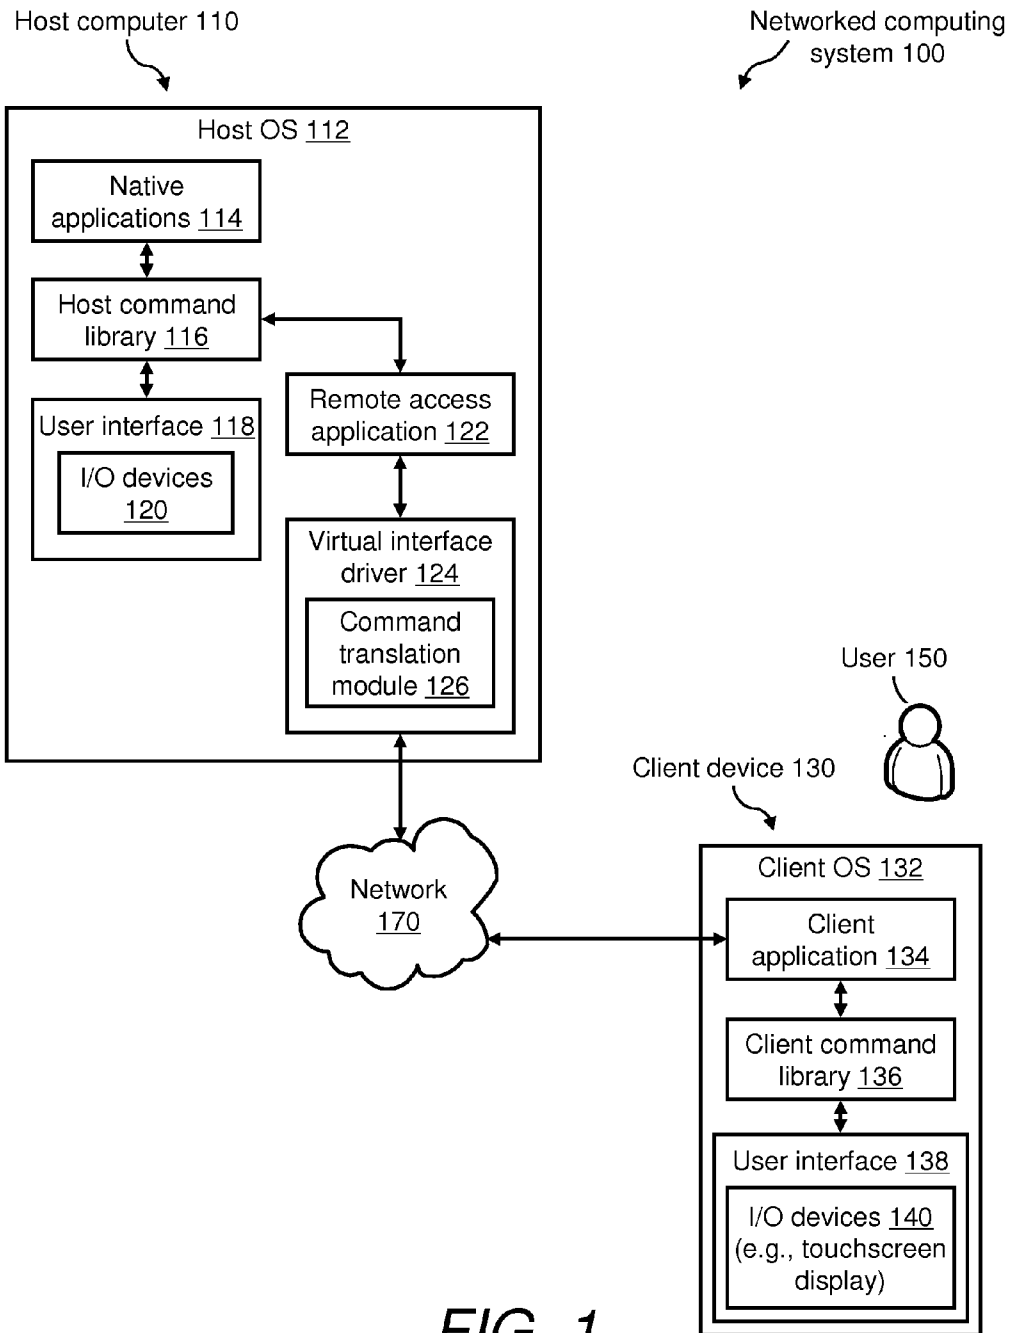 Host computer 110
Networked computing
system 100
Host OS 112
Native
applications 114
Host command
library 116
User interface 118
I/O devices
120
Remote access
application 122
Virtual interface
driver 124
Command
translation
module 126
User 150
Client device 130
Network
170
Client OS 132
Client
application 134
Client command
library 136
User interface 138
I/O devices 140
(e.g., touchscreen
display)
FIG. 1